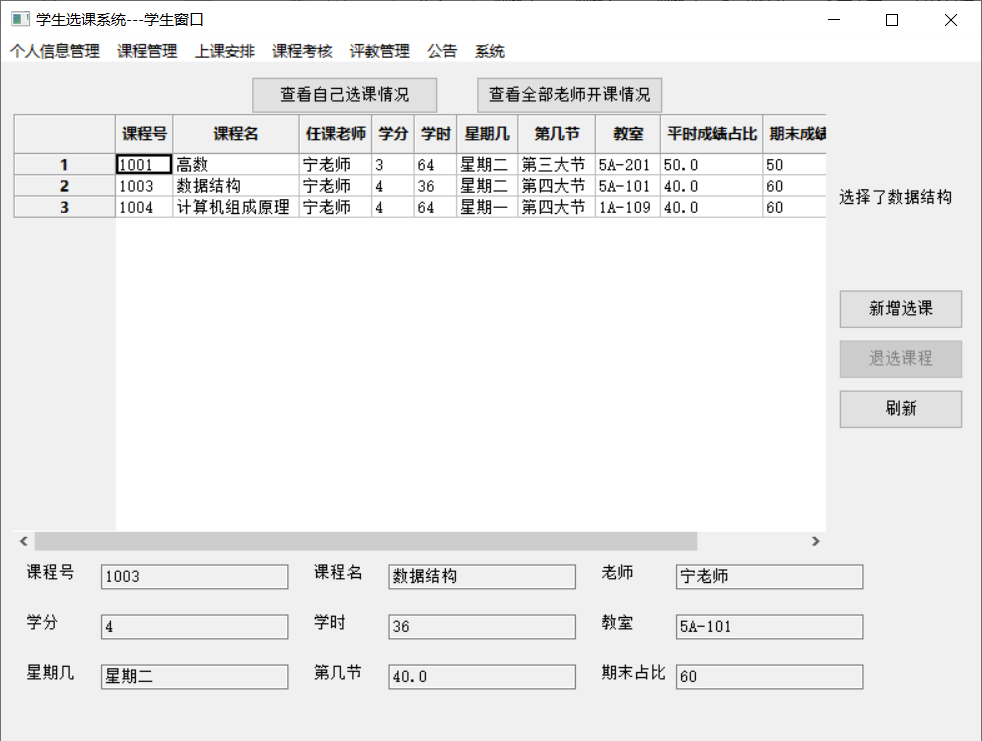 学生选课系统---学生窗口
个人信息管理 课程管理 上课安排 课程考核 评教管理 公告 系统
查看自己选课情况 查看全部老师开课情况
课程号 课程名 任课老师 学分 学时 星期几 第几节 教室 平时成绩占比 期末成绩
1 1001 高数 宁老师 3 64 星期二 第三大节 5A-201 50.0 50
2 1003 数据结构 宁老师 4 36 星期二 第四大节 5A-101 40.0 60
3 1004 计算机组成原理 宁老师 4 64 星期一 第四大节 1A-109 40.0 60
选择了数据结构
新增选课
退选课程
刷新
课程号 1003 课程名 数据结构 老师 宁老师
学分 4 学时 36 教室 5A-101
星期几 星期二 第几节 40.0 期末占比 60